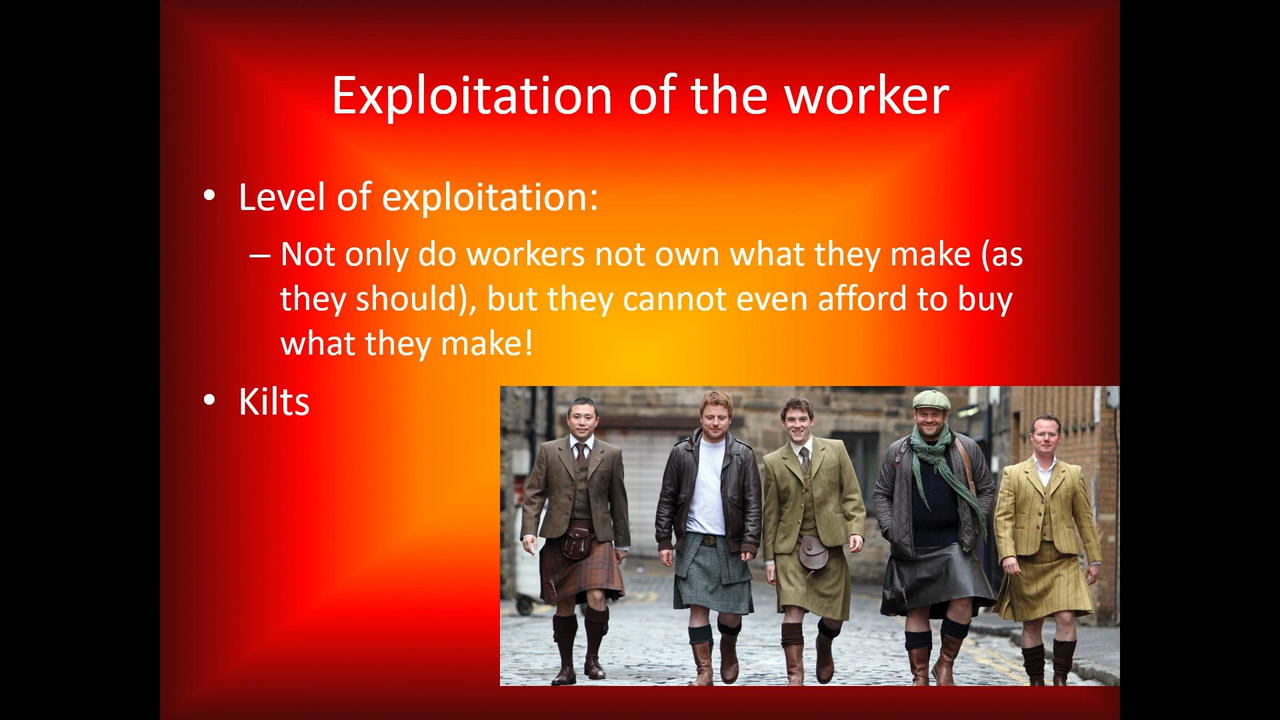 Exploitation of the worker
• Level of exploitation:
– Not only do workers not own what they make (as
they should), but they cannot even afford to buy
what they make!
• Kilts